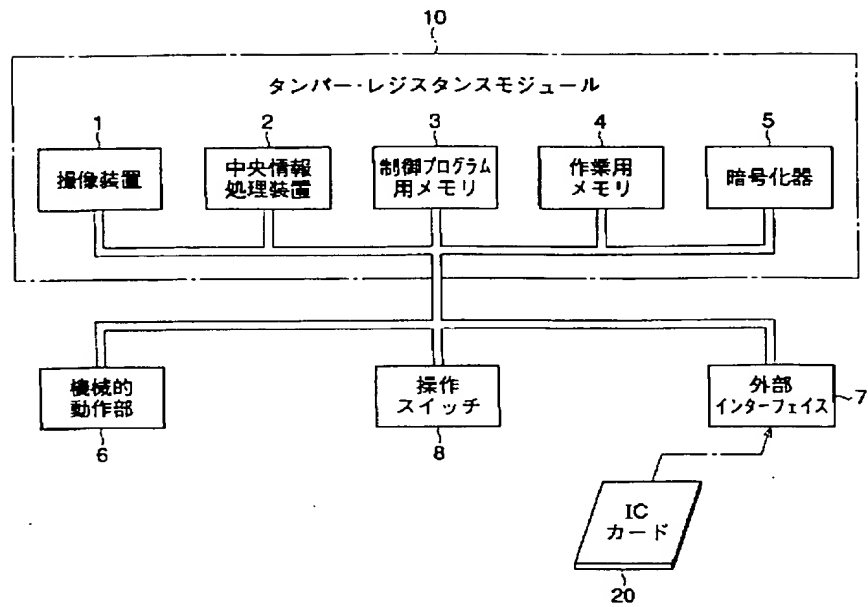 10
タンパー・レジスタンスモジュール
1
2
3
4
5
撮像装置
中央情報
処理装置
制御プログラム
用メモリ
作業用
メモリ
暗号化器
機械的
動作部
操作
スイッチ
外部
インターフェイス
7
6
8
IC
カード
20